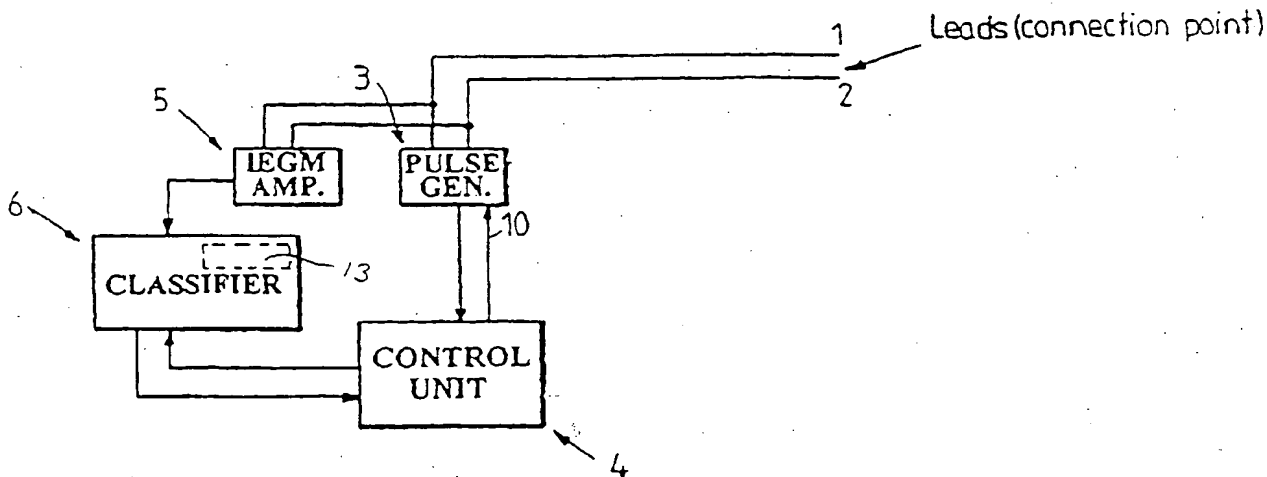 1
Leads (connection point)
2
3
5
IEGM
AMP.
PULSE
GEN.
6
10
CLASSIFIER
13
CONTROL
UNIT
4